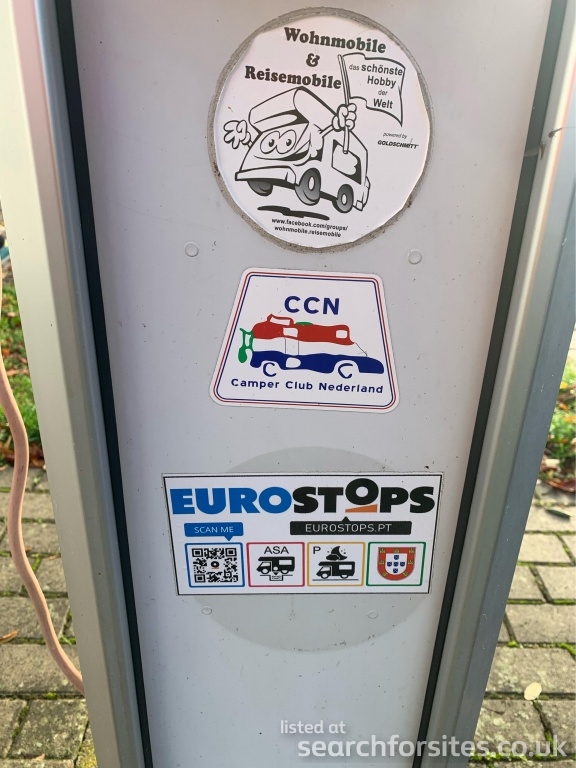 Wohnmobile
&
Reisemobile
das schönste
Hobby
der
Welt
powered by
GOLDSCHMITT
www.facebook.com/groups/
wohnmobile.reisemobile
CCN
Camper Club Nederland
EUROSTOPS
SCAN ME
EUROSTOPS.PT
ASA
P
listed at
searchforsites.co.uk